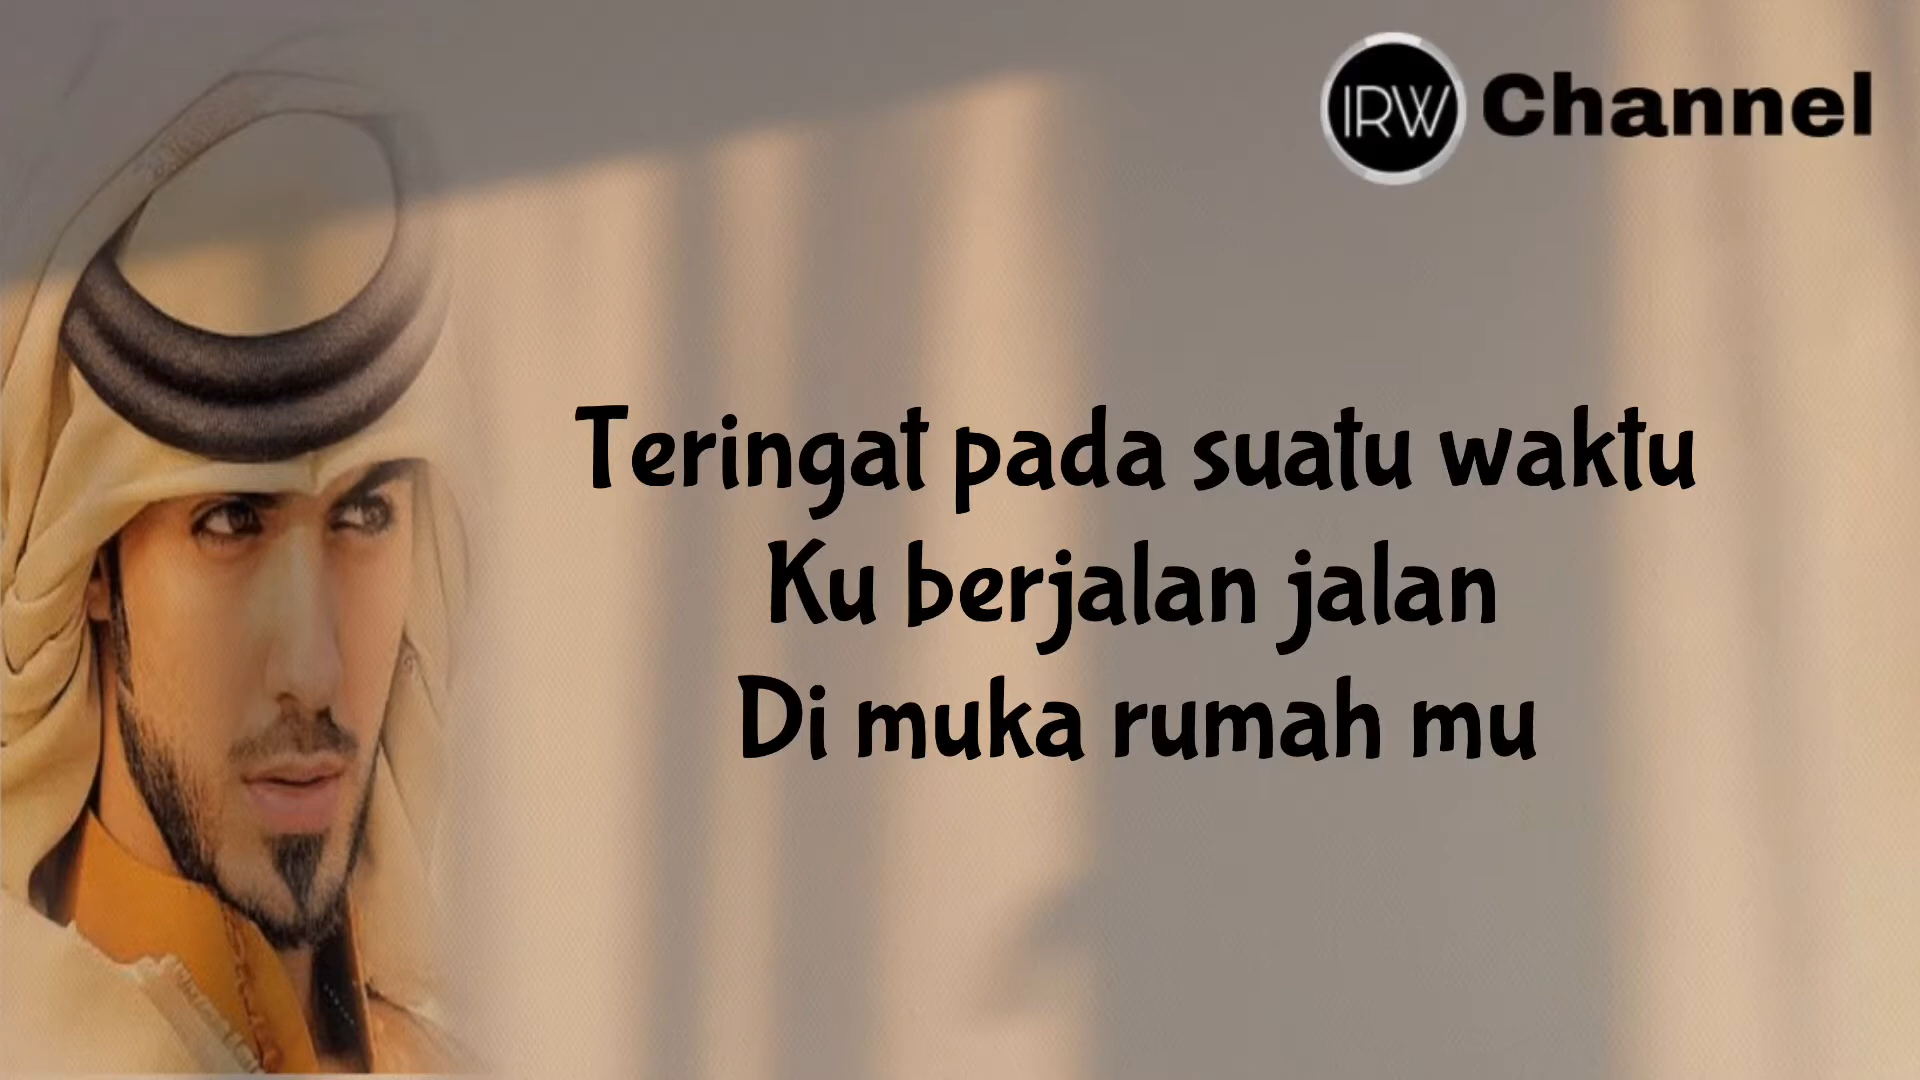 IRW Channel
Teringat pada suatu waktu
Ku berjalan jalan
Di muka rumah mu